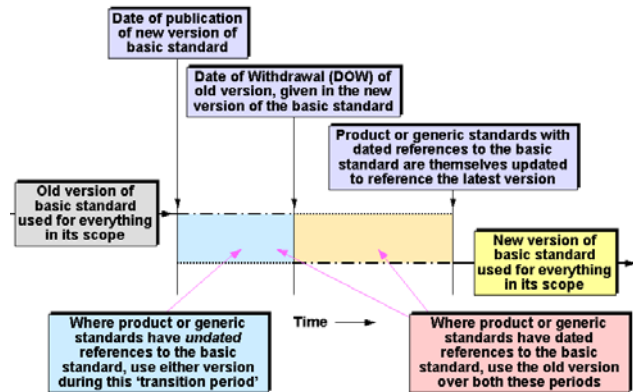 Date of publication
of new version of
basic standard
Date of Withdrawal (DOW) of
old version, given in the new
version of the basic standard
Product or generic standards with
dated references to the basic
standard are themselves updated
to reference the latest version
Old version of
basic standard
used for everything
in its scope
New version of
basic standard
used for everything
in its scope
Where product or generic
standards have undated
references to the basic
standard, use either version
during this 'transition period'
Time
Where product or generic
standards have dated
references to the basic
standard, use the old version
over both these periods